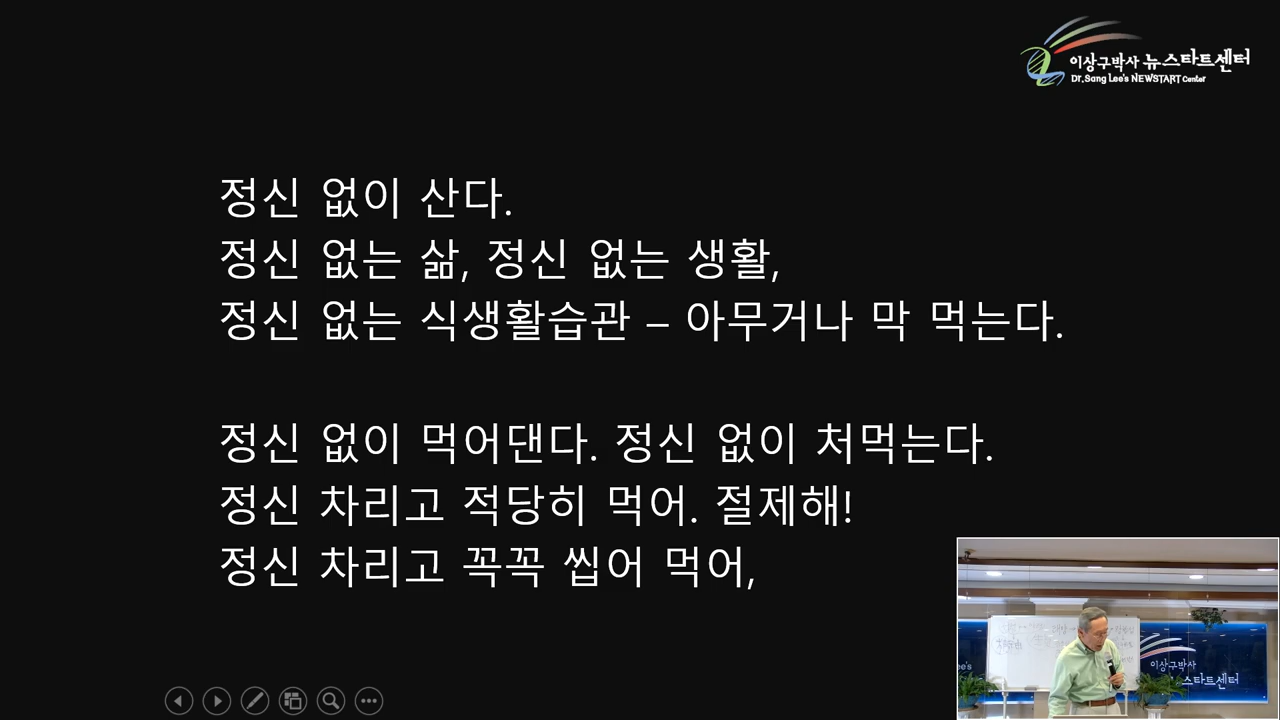 이상구박사 뉴스타트센터
Dr.Sang Lee's NEWSTART Center
정신 없이 산다.
정신 없는 삶, 정신 없는 생활,
정신 없는 식생활습관 – 아무거나 막 먹는다.
정신 없이 먹어댄다. 정신 없이 처먹는다.
정신 차리고 적당히 먹어. 절제해!
정신 차리고 꼭꼭 씹어 먹어,
이상구박사
스타트센터